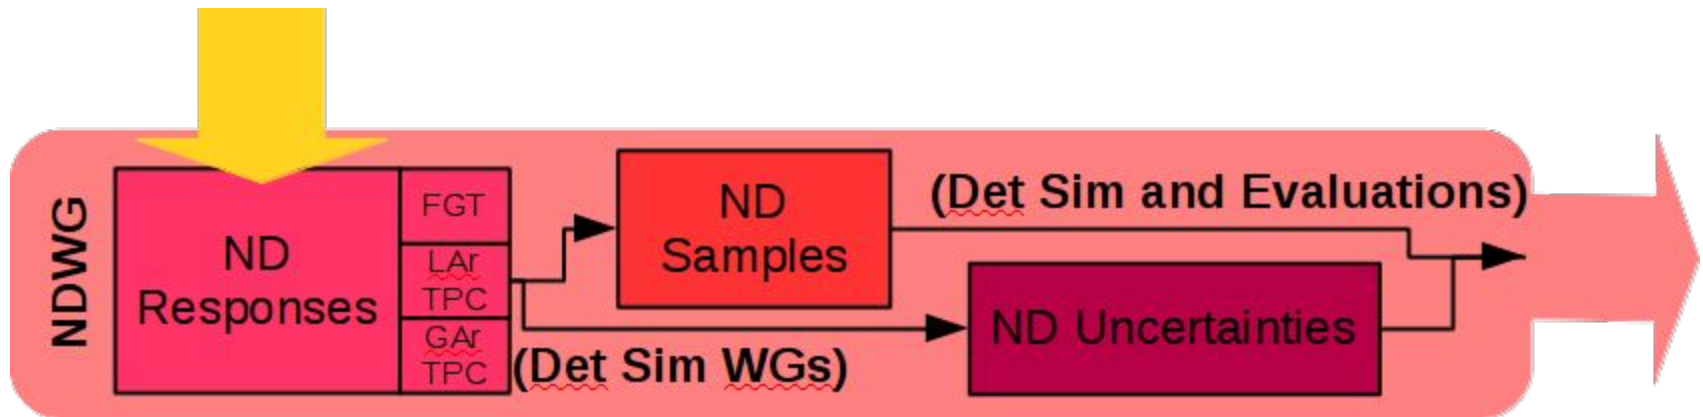 NDWG
ND
Responses
FGT
LAr
TPC
GAr
TPC
ND
Samples
(Det Sim and Evaluations)
ND Uncertainties
(Det Sim WGs)